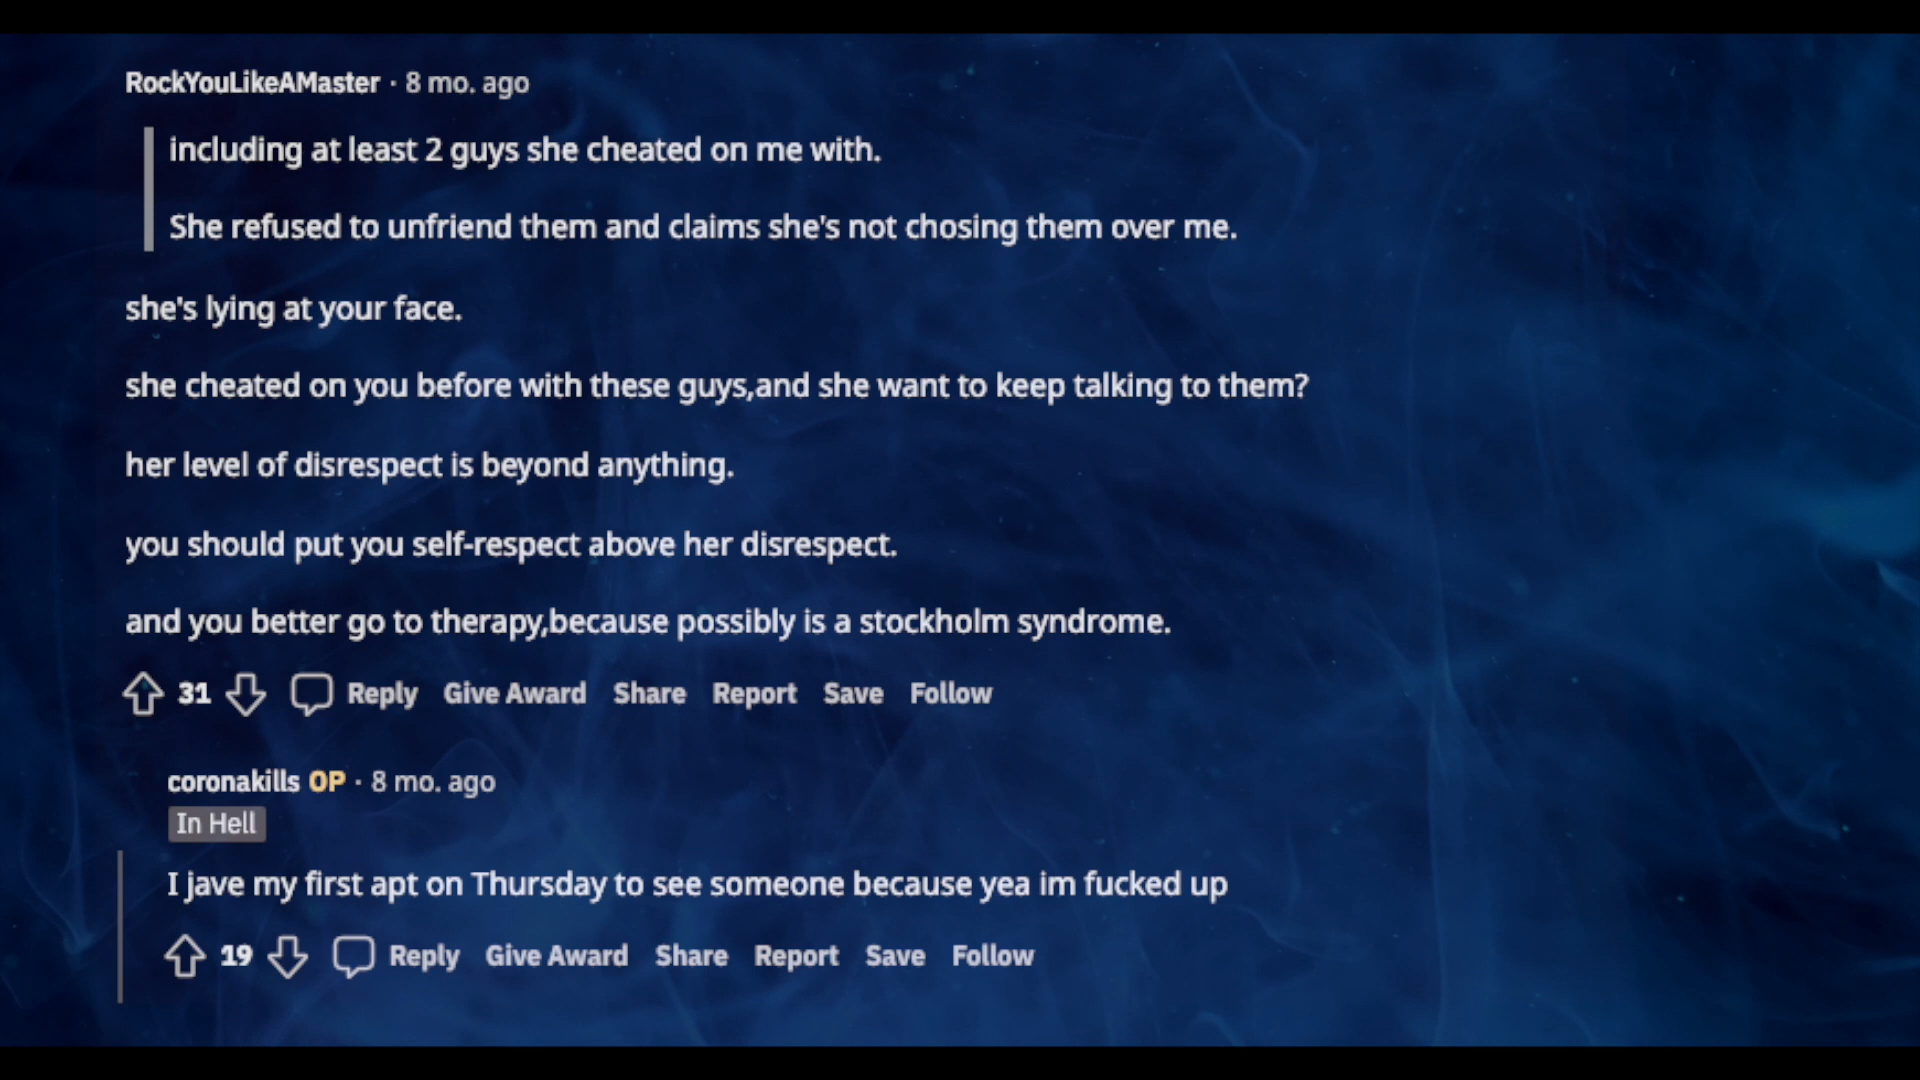 RockYouLikeAMaster · 8 mo. ago
including at least 2 guys she cheated on me with.
She refused to unfriend them and claims she's not chosing them over me.
she's lying at your face.
she cheated on you before with these guys,and she want to keep talking to them?
her level of disrespect is beyond anything.
you should put you self-respect above her disrespect.
and you better go to therapy,because possibly is a stockholm syndrome.
31 Reply Give Award Share Report Save Follow
coronakills OP · 8 mo. ago
In Hell
I jave my first apt on Thursday to see someone because yea im fucked up
19 Reply Give Award Share Report Save Follow